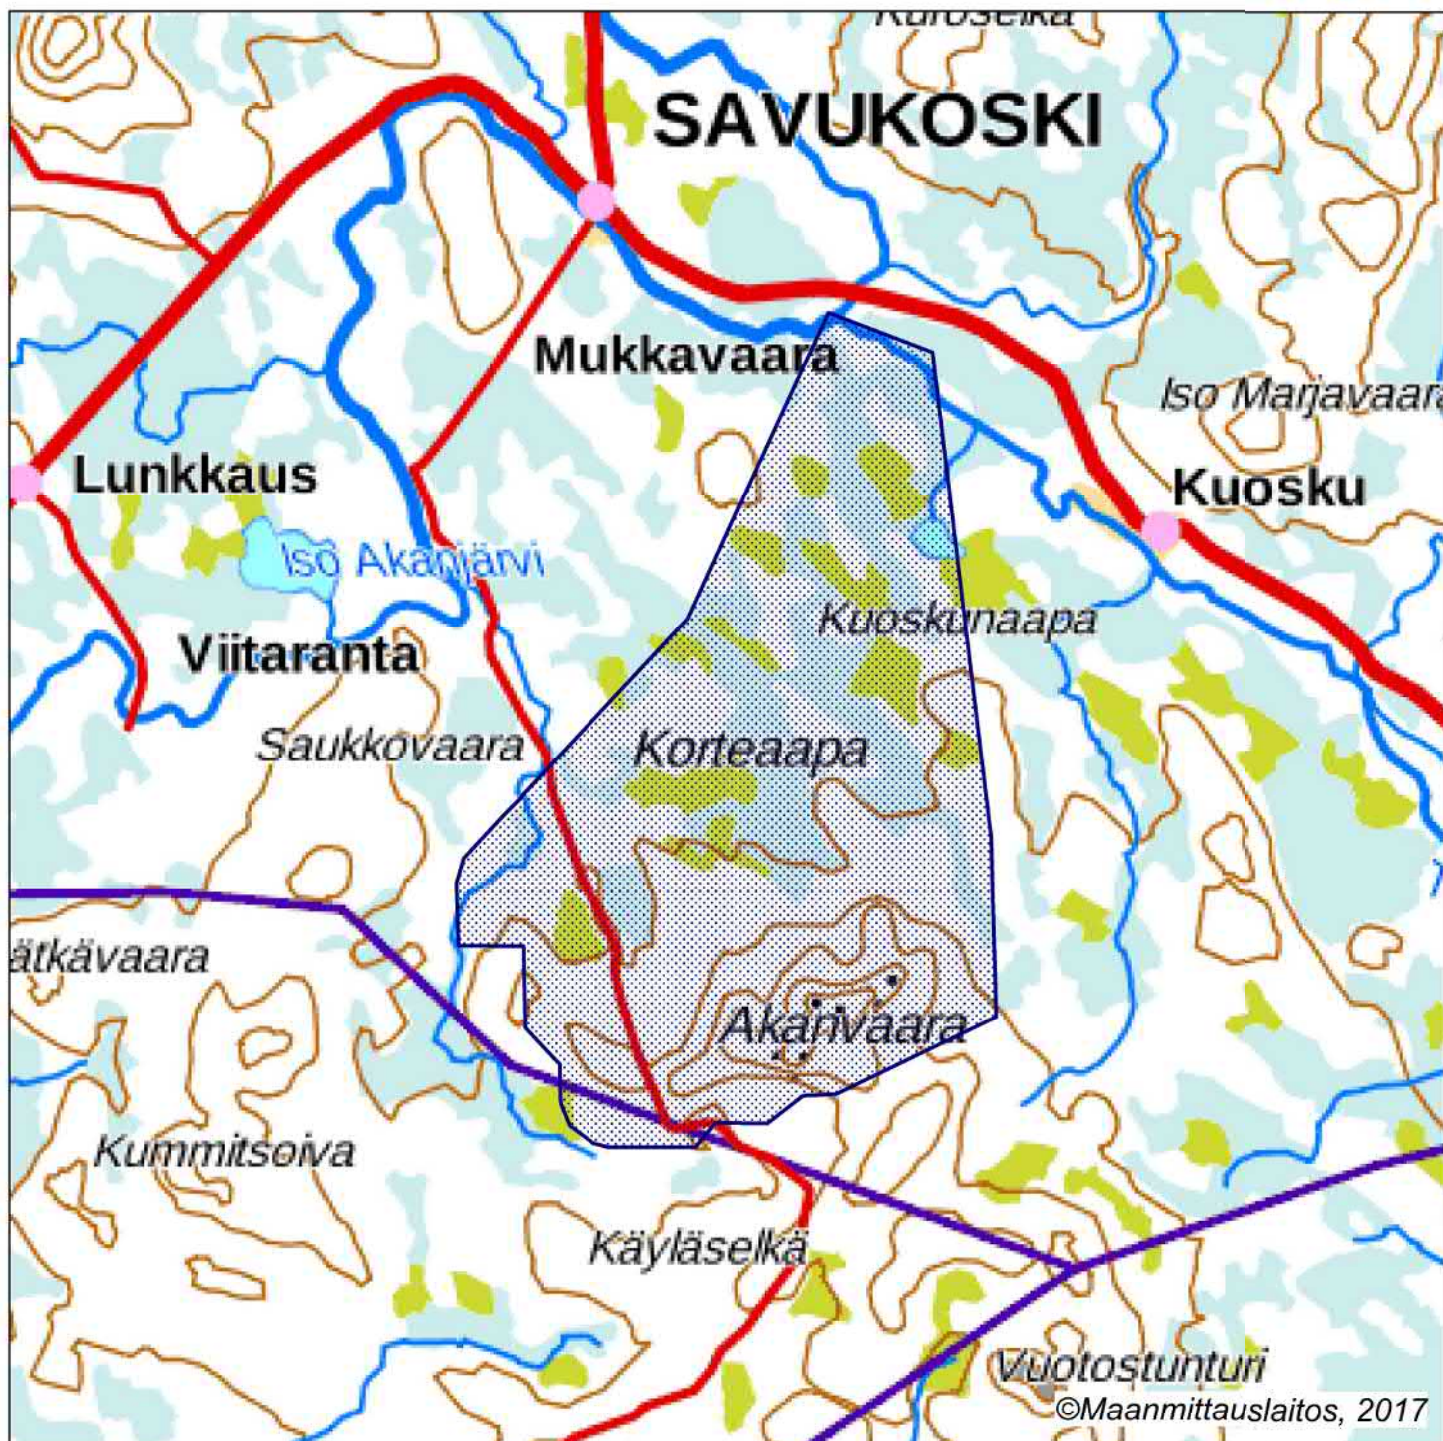 SAVUKOSKI
Mukkavaara
Iso Marjavaara
Lunkkaus
Kuosku
Iso Akanjärvi
Kuoskunaapa
Viitaranta
Saukkovaara
Korteaapa
ätkävaara
Akanvaara
Kummitsoiva
Käyläselkä
Vuotostunturi
©Maanmittauslaitos, 2017